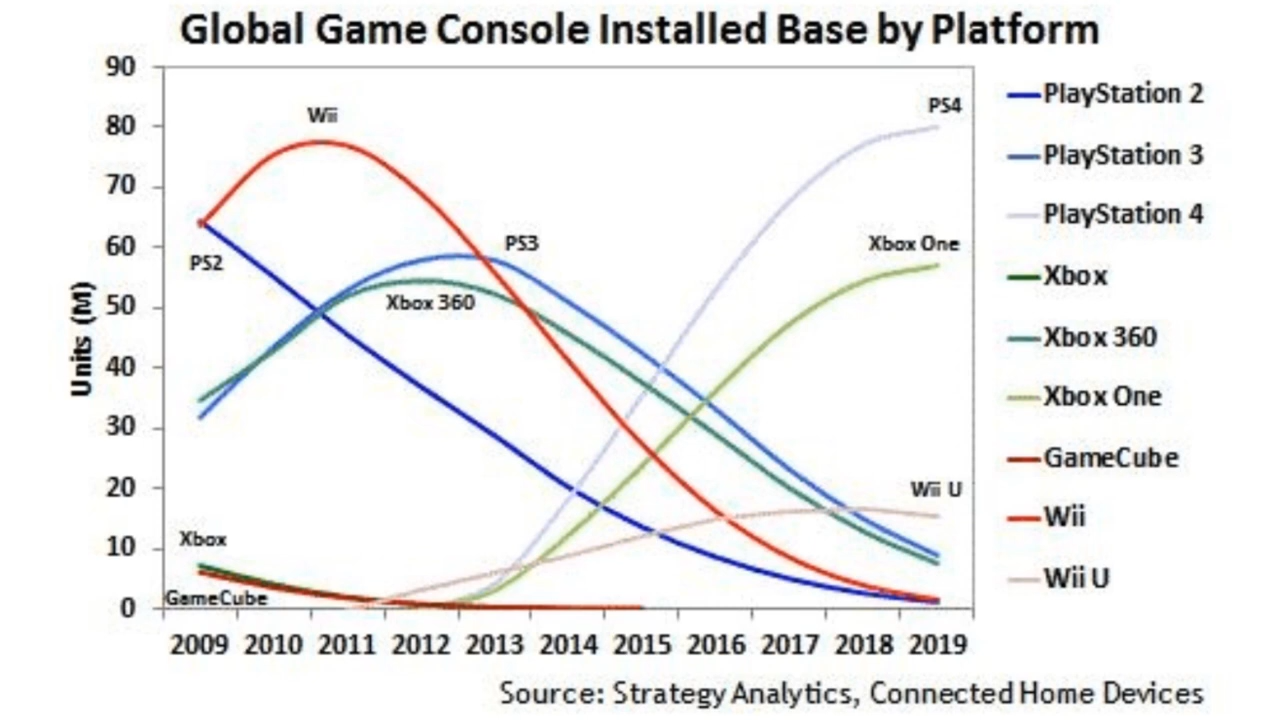 Global Game Console Installed Base by Platform
Units (M)
90
80
70
60
50
40
30
20
10
0
Wii
PS2
PS3
Xbox 360
PS4
Xbox One
Wii U
Xbox
GameCube
2009 2010 2011 2012 2013 2014 2015 2016 2017 2018 2019
PlayStation 2
PlayStation 3
PlayStation 4
Xbox
Xbox 360
Xbox One
GameCube
Wii
Wii U
Source: Strategy Analytics, Connected Home Devices